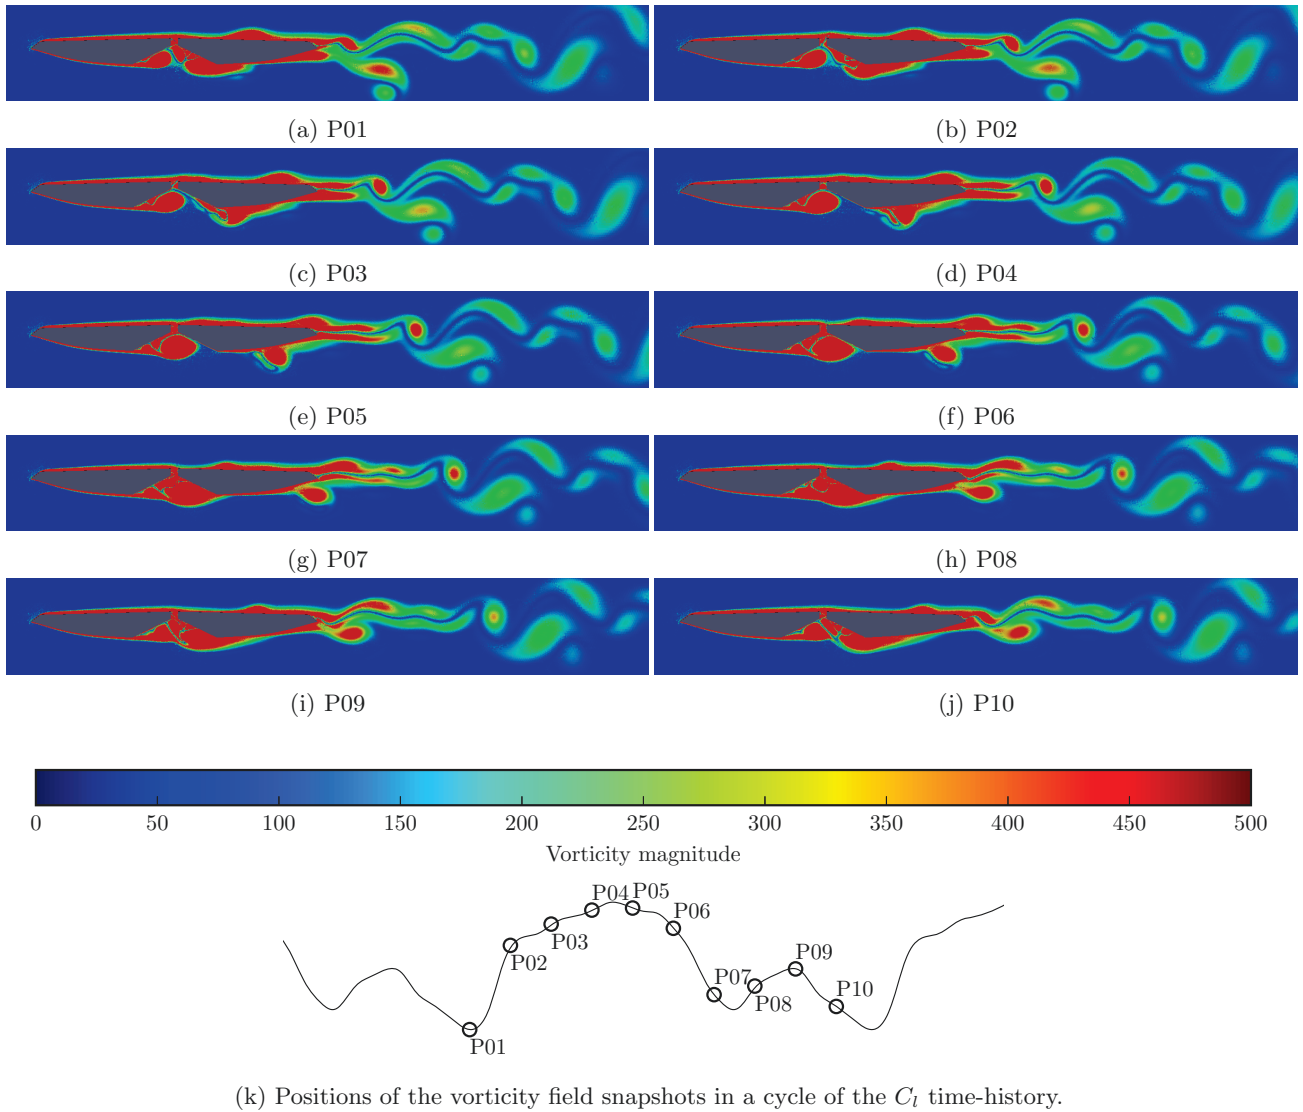 (a) P01
(b) P02
(c) P03
(d) P04
(e) P05
(f) P06
(g) P07
(h) P08
(i) P09
(j) P10
0 50 100 150 200 250 300 350 400 450 500
Vorticity magnitude
P04 P05
P06
P03
P02
P09
P07
P08
P10
P01
(k) Positions of the vorticity field snapshots in a cycle of the C_l time-history.